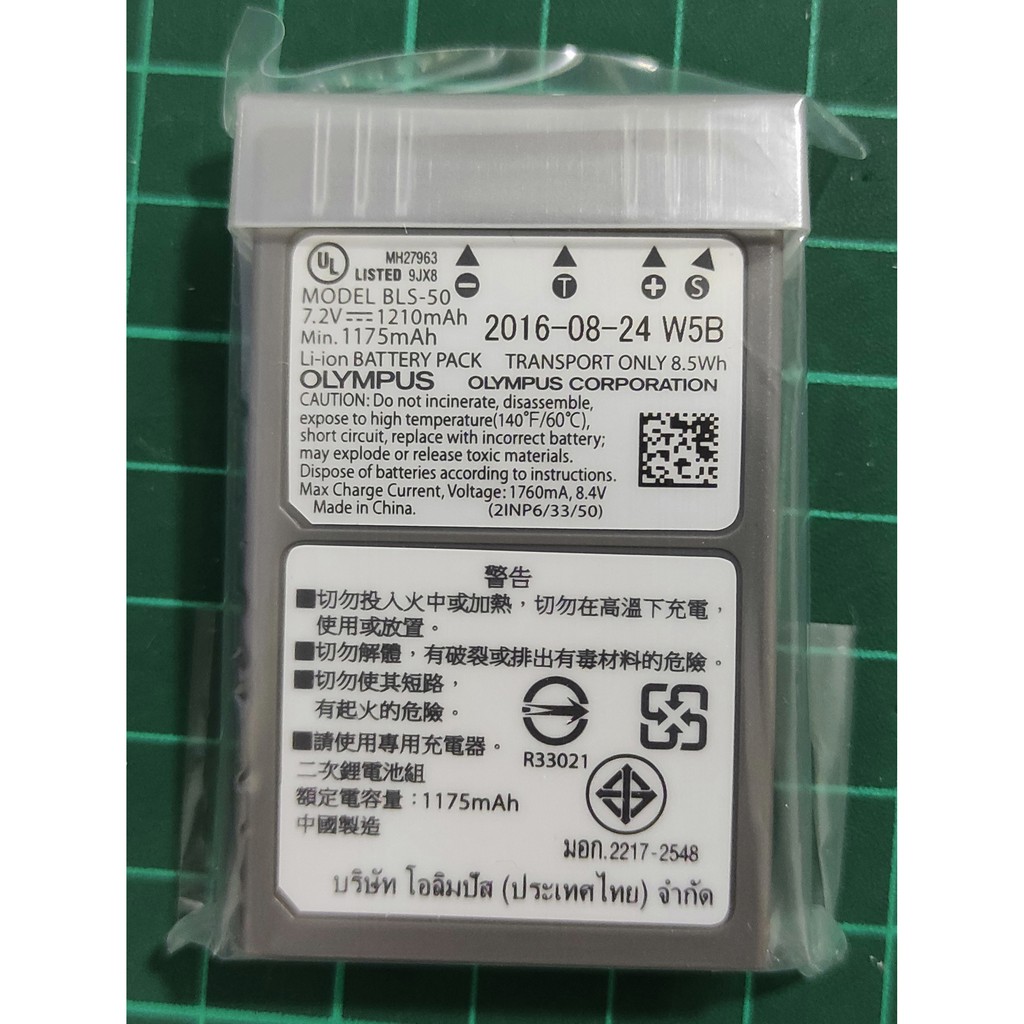 UL MH27963
LISTED 9JX8
MODEL BLS-50
− T + S
7.2V 1210mAh
Min. 1175mAh
2016-08-24 W5B
Li-ion BATTERY PACK TRANSPORT ONLY 8.5Wh
OLYMPUS OLYMPUS CORPORATION
CAUTION: Do not incinerate, disassemble,
expose to high temperature(140℉/60℃),
short circuit, replace with incorrect battery;
may explode or release toxic materials.
Dispose of batteries according to instructions.
Max Charge Current, Voltage: 1760mA, 8.4V
Made in China. (2INP6/33/50)
警告
■切勿投入火中或加熱，切勿在高溫下充電，
使用或放置。
■切勿解體，有破裂或排出有毒材料的危險。
■切勿使其短路，
有起火的危險。
■請使用專用充電器。
R33021
二次鋰電池組
額定電容量：1175mAh
中國製造
มอก.2217-2548
บริษัท โอลิมปัส (ประเทศไทย) จำกัด